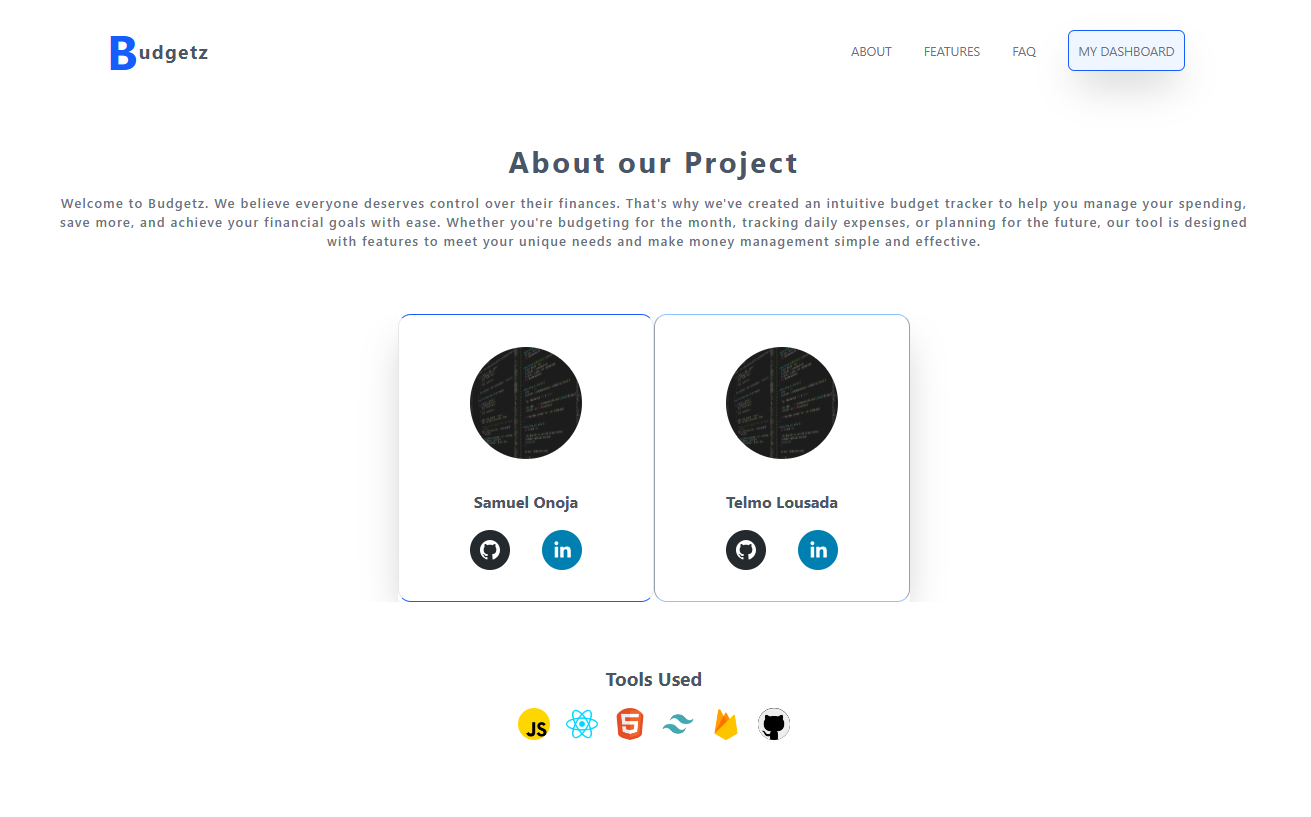 Budgetz
ABOUT FEATURES FAQ MY DASHBOARD
About our Project
Welcome to Budgetz. We believe everyone deserves control over their finances. That's why we've created an intuitive budget tracker to help you manage your spending,
save more, and achieve your financial goals with ease. Whether you're budgeting for the month, tracking daily expenses, or planning for the future, our tool is designed
with features to meet your unique needs and make money management simple and effective.
Samuel Onoja
Telmo Lousada
in
in
Tools Used
JS
5